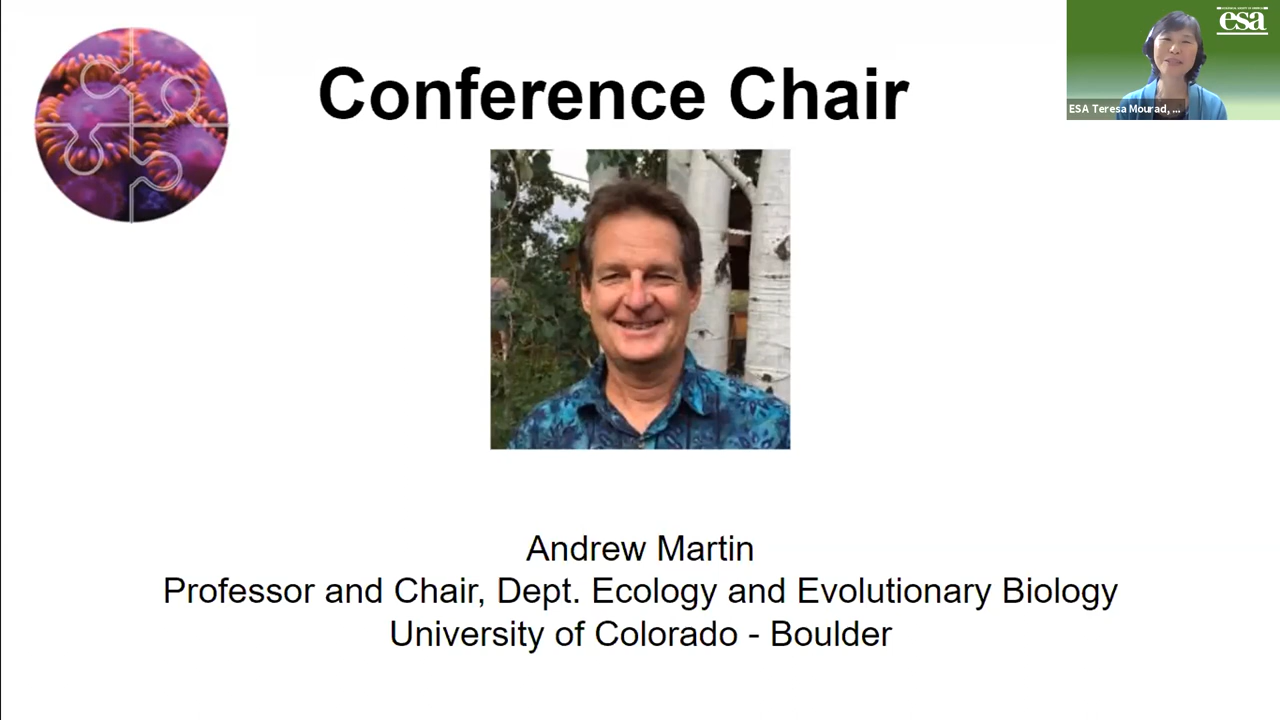 Conference Chair
esa
ESA Teresa Mourad, ...
Andrew Martin
Professor and Chair, Dept. Ecology and Evolutionary Biology
University of Colorado - Boulder